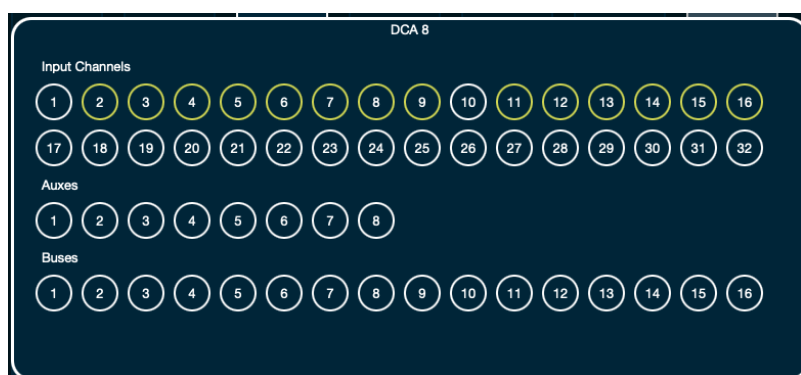 DCA 8
Input Channels
1 2 3 4 5 6 7 8 9 10 11 12 13 14 15 16
17 18 19 20 21 22 23 24 25 26 27 28 29 30 31 32
Auxes
1 2 3 4 5 6 7 8
Buses
1 2 3 4 5 6 7 8 9 10 11 12 13 14 15 16